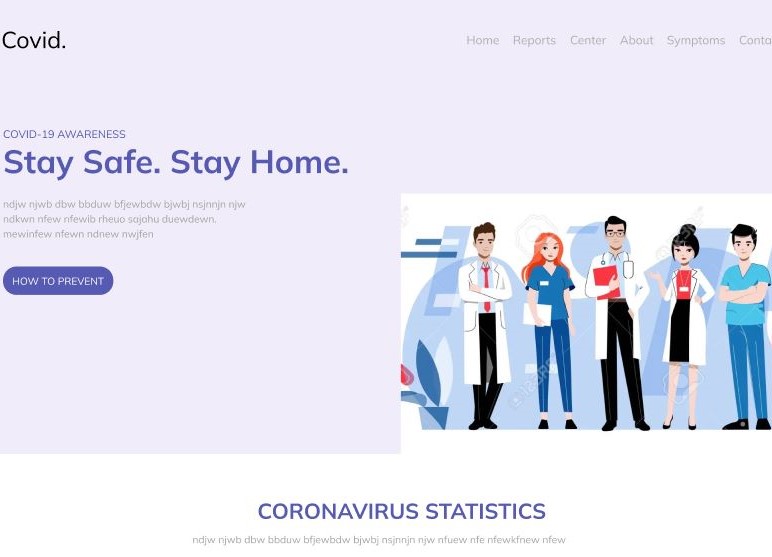 Covid.
Home Reports Center About Symptoms Conta
COVID-19 AWARENESS
Stay Safe. Stay Home.
ndjw njwb dbw bbduw bfjewbdw bjwbj nsjnnjn njw
ndkwn nfew nfewib rheuo sajahu duewdewn.
mewinfew nfewn ndnew nwjfen
HOW TO PREVENT
CORONAVIRUS STATISTICS
ndjw njwb dbw bbduw bfjewbdw bjwbj nsjnnjn njw nfuew nfe nfewkfnew nfew